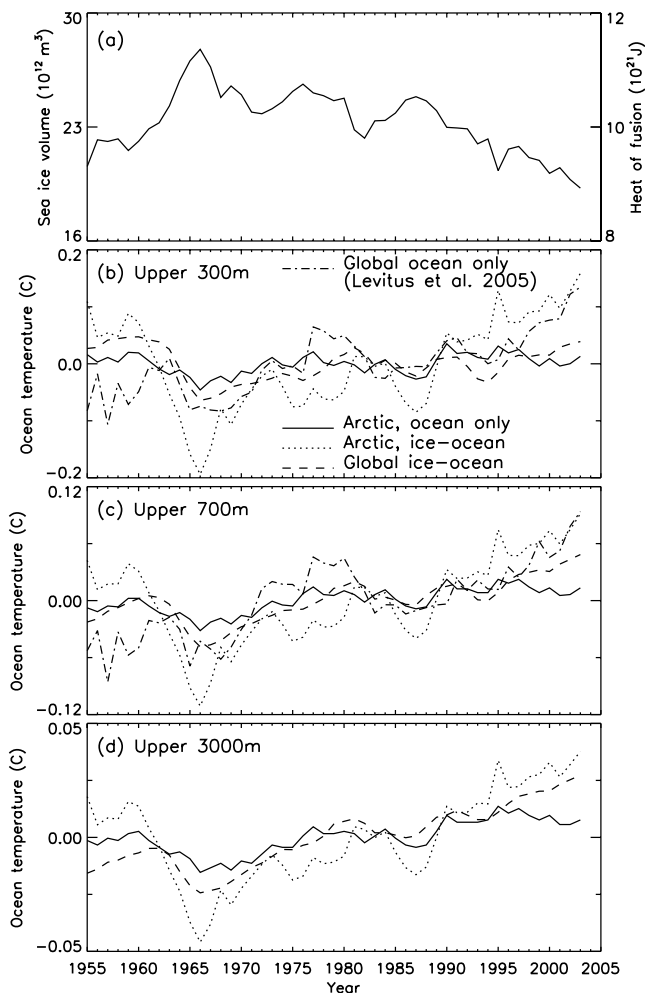 30
12
(a)
Sea ice volume (10¹² m³)
23
10
Heat of fusion (10²¹J)
16
8
0.2
(b) Upper 300m
Global ocean only
(Levitus et al. 2005)
Ocean temperature (C)
0.0
Arctic, ocean only
Arctic, ice-ocean
Global ice-ocean
-0.2
0.12
(c) Upper 700m
Ocean temperature (C)
0.00
-0.12
0.05
(d) Upper 3000m
Ocean temperature (C)
0.00
-0.05
1955 1960 1965 1970 1975 1980 1985 1990 1995 2000 2005
Year